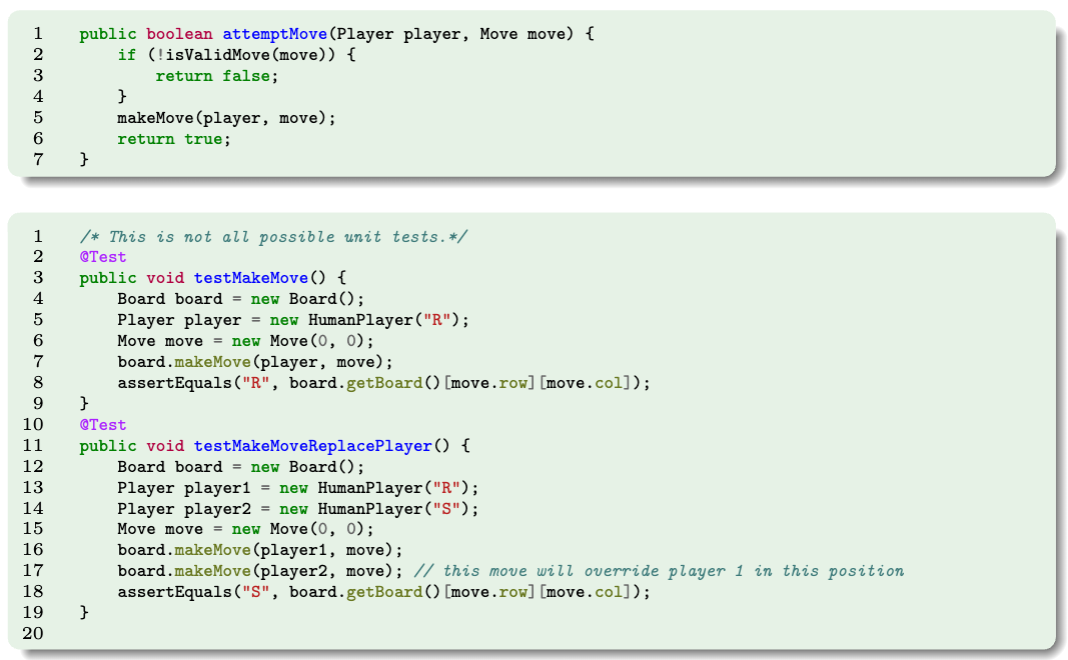 1 public boolean attemptMove(Player player, Move move) {
2 if (!isValidMove(move)) {
3 return false;
4 }
5 makeMove(player, move);
6 return true;
7 }
1 /* This is not all possible unit tests.*/
2 @Test
3 public void testMakeMove() {
4 Board board = new Board();
5 Player player = new HumanPlayer("R");
6 Move move = new Move(0, 0);
7 board.makeMove(player, move);
8 assertEquals("R", board.getBoard()[move.row][move.col]);
9 }
10 @Test
11 public void testMakeMoveReplacePlayer() {
12 Board board = new Board();
13 Player player1 = new HumanPlayer("R");
14 Player player2 = new HumanPlayer("S");
15 Move move = new Move(0, 0);
16 board.makeMove(player1, move);
17 board.makeMove(player2, move); // this move will override player 1 in this position
18 assertEquals("S", board.getBoard()[move.row][move.col]);
19 }
20